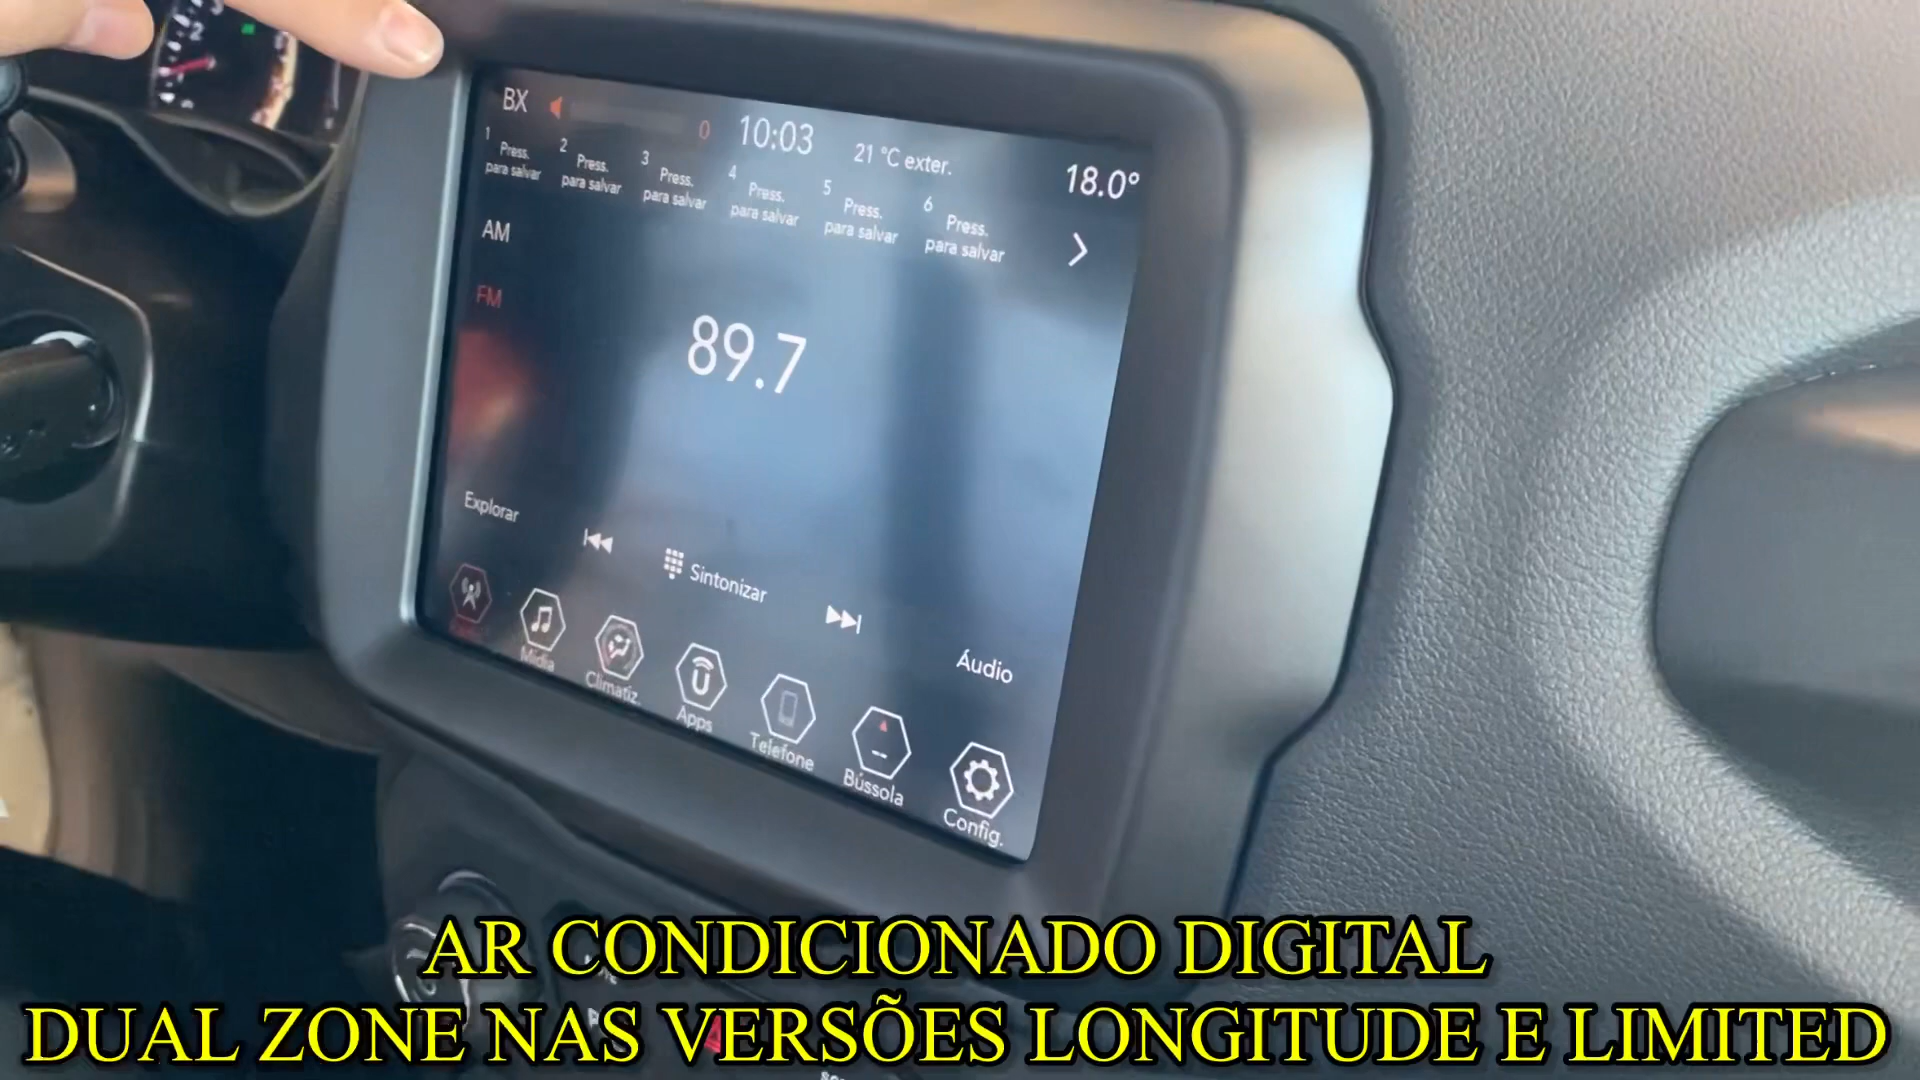 BX 0 10:03 21 °C exter. 18.0°
1 Press. para salvar
2 Press. para salvar
3 Press. para salvar
4 Press. para salvar
5 Press. para salvar
6 Press. para salvar
AM
FM
89.7
Explorar
Sintonizar
Áudio
Mídia
Climatiz.
Apps
Telefone
Bússola
Config.
AR CONDICIONADO DIGITAL
DUAL ZONE NAS VERSÕES LONGITUDE E LIMITED